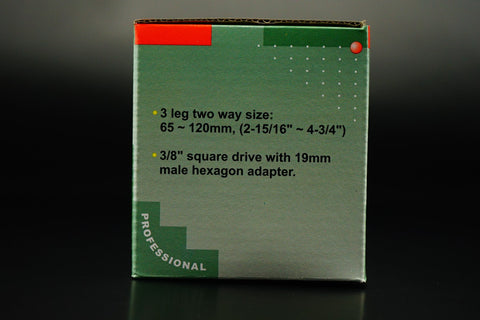 • 3 leg two way size:
65 ~ 120mm, (2-15/16" ~ 4-3/4")
• 3/8" square drive with 19mm
male hexagon adapter.
PROFESSIONAL